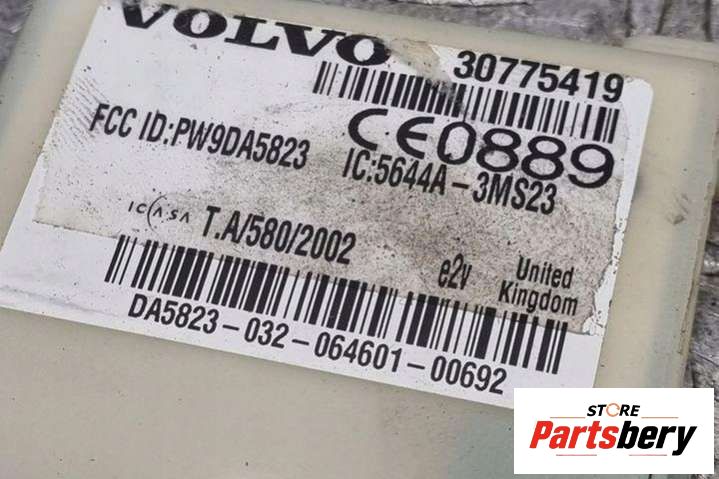 VOLVO
30775419
CE0889
FCC ID:PW9DA5823
IC:5644A-3MS23
ICASA T.A/580/2002
e2v
United
Kingdom
DA5823-032-064601-00692
STORE
Partsbery